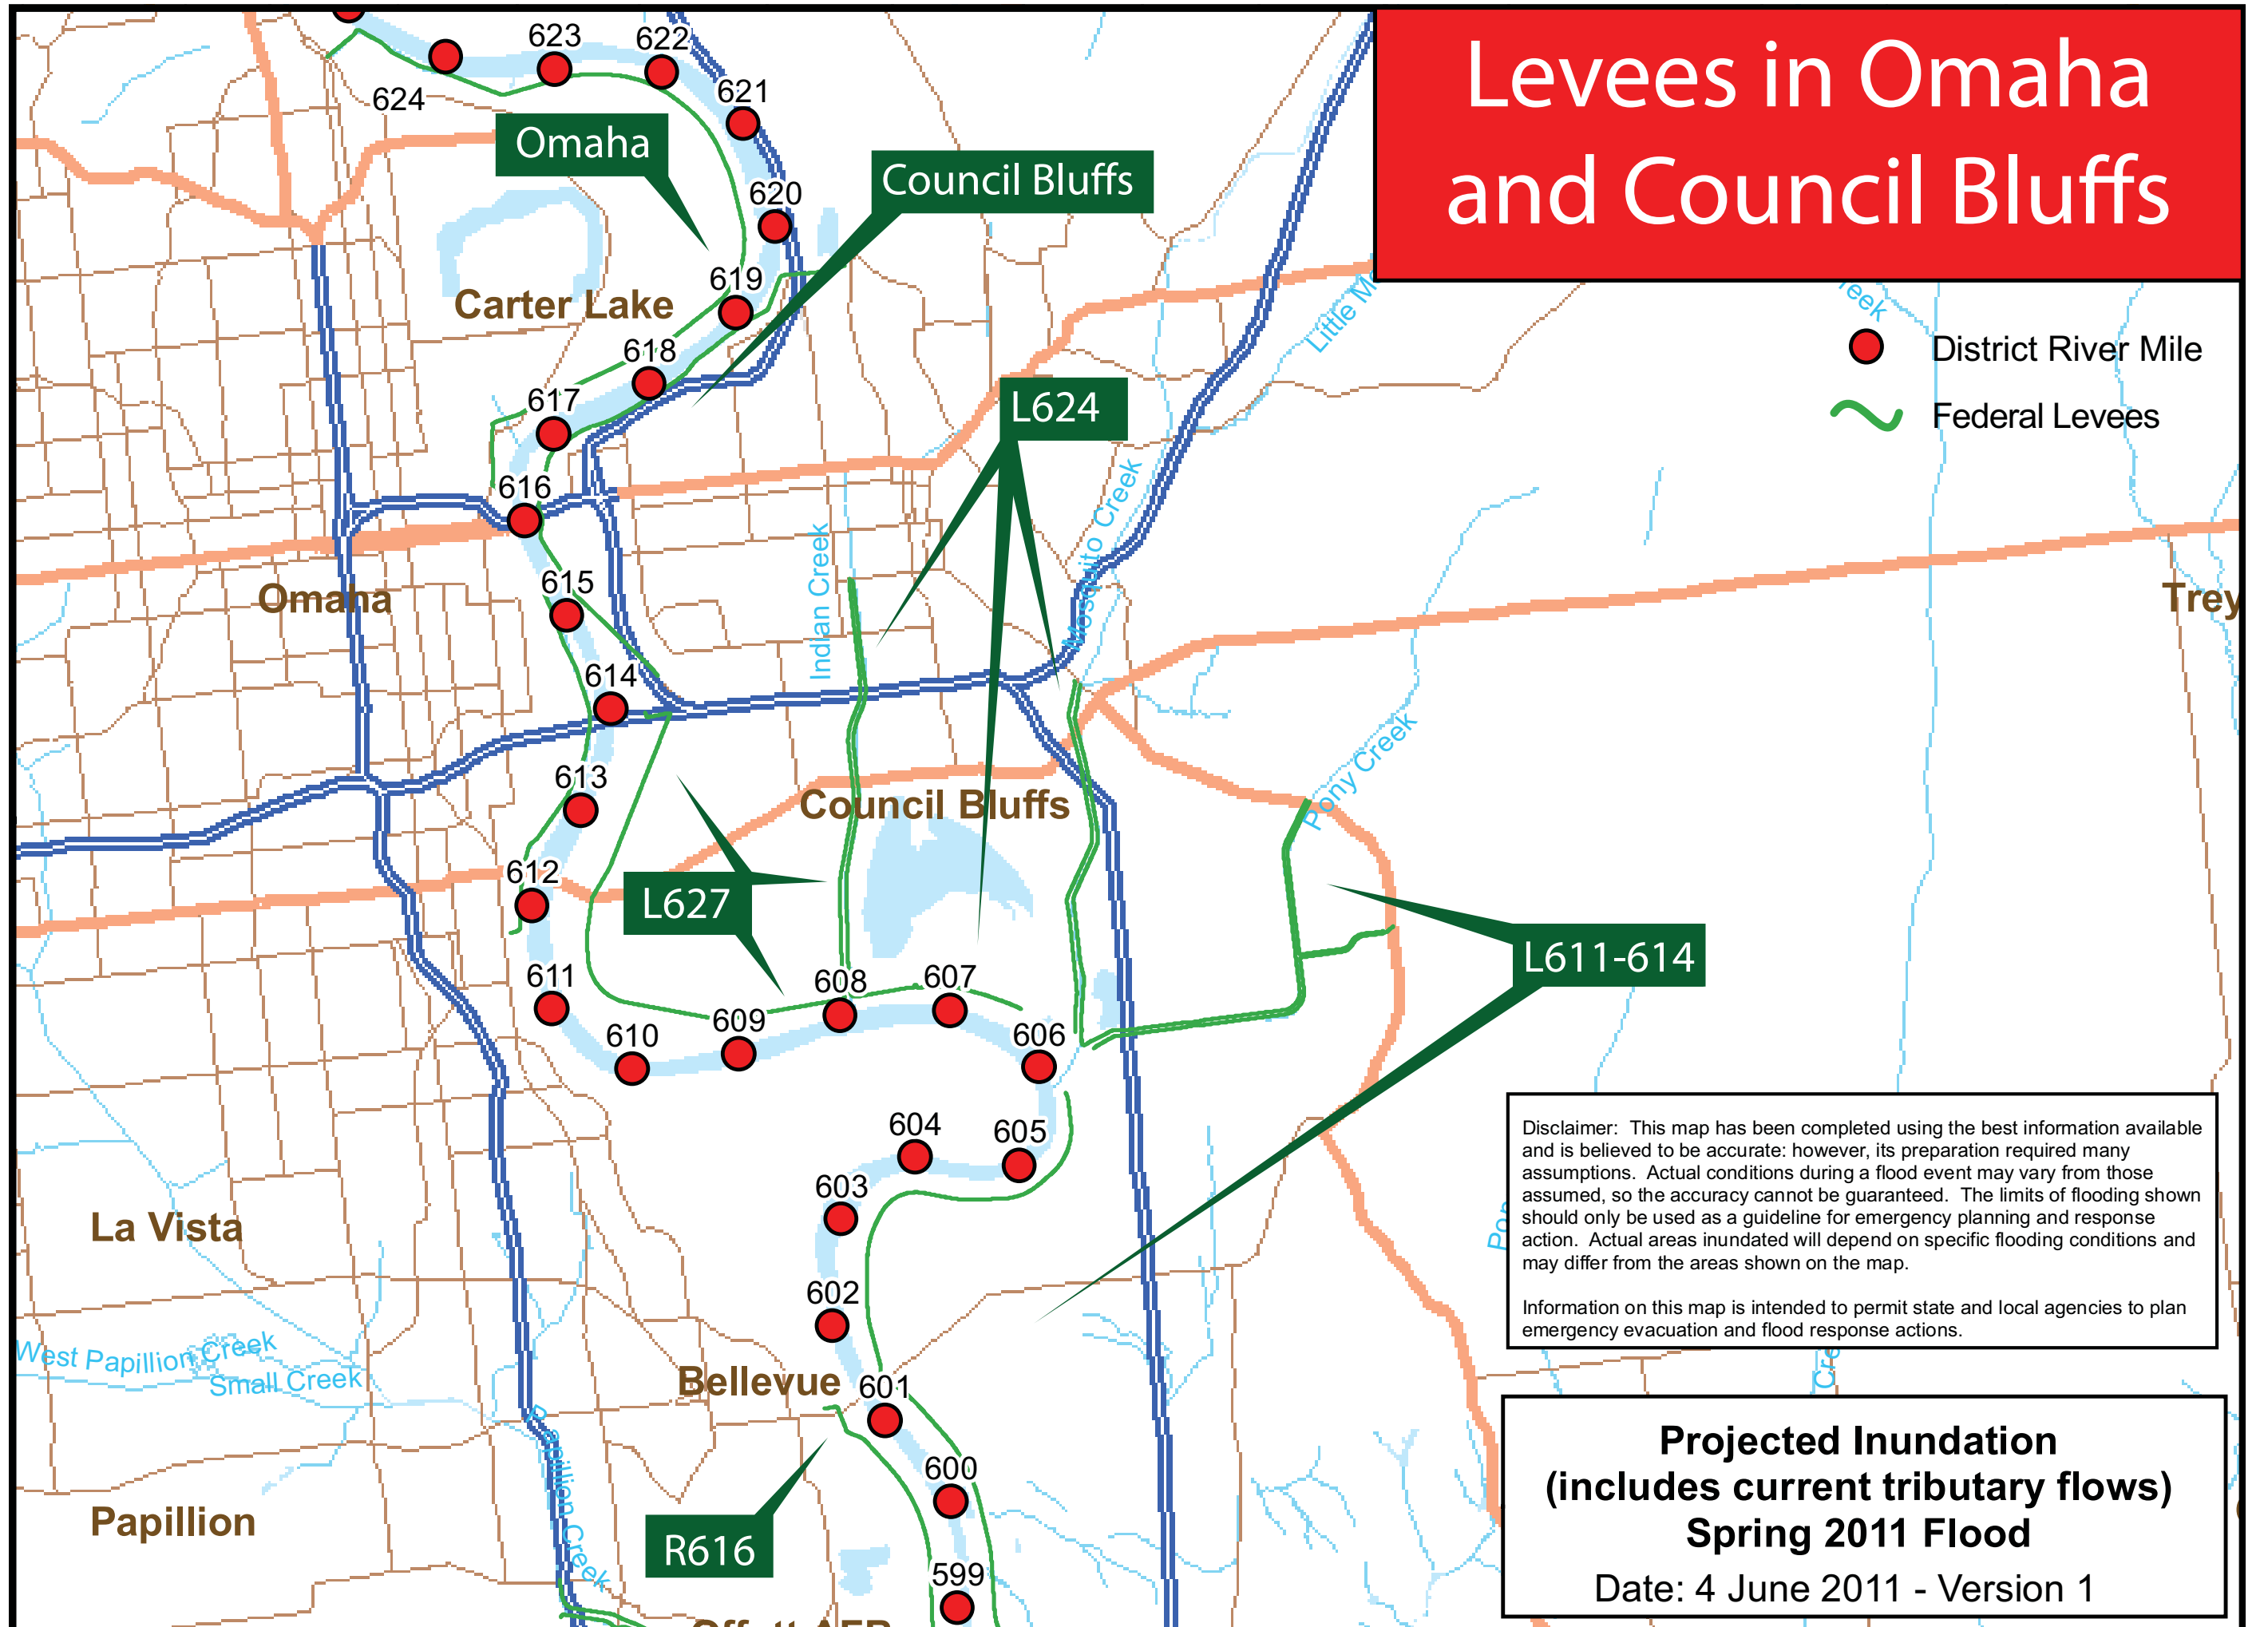 Levees in Omaha
and Council Bluffs
District River Mile
Federal Levees
623
622
624
621
Omaha
Council Bluffs
620
619
Carter Lake
618
617
L624
616
Indian Creek
Mosquito Creek
Omaha
615
614
Pony Creek
613
Council Bluffs
612
L627
L611-614
611
608
607
609
610
606
604
605
603
La Vista
602
West Papillion Creek
Small Creek
Bellevue
601
600
Papillion
Papillion Creek
R616
599
Disclaimer: This map has been completed using the best information available
and is believed to be accurate: however, its preparation required many
assumptions. Actual conditions during a flood event may vary from those
assumed, so the accuracy cannot be guaranteed. The limits of flooding shown
should only be used as a guideline for emergency planning and response
action. Actual areas inundated will depend on specific flooding conditions and
may differ from the areas shown on the map.
Information on this map is intended to permit state and local agencies to plan
emergency evacuation and flood response actions.
Projected Inundation
(includes current tributary flows)
Spring 2011 Flood
Date: 4 June 2011 - Version 1
Little